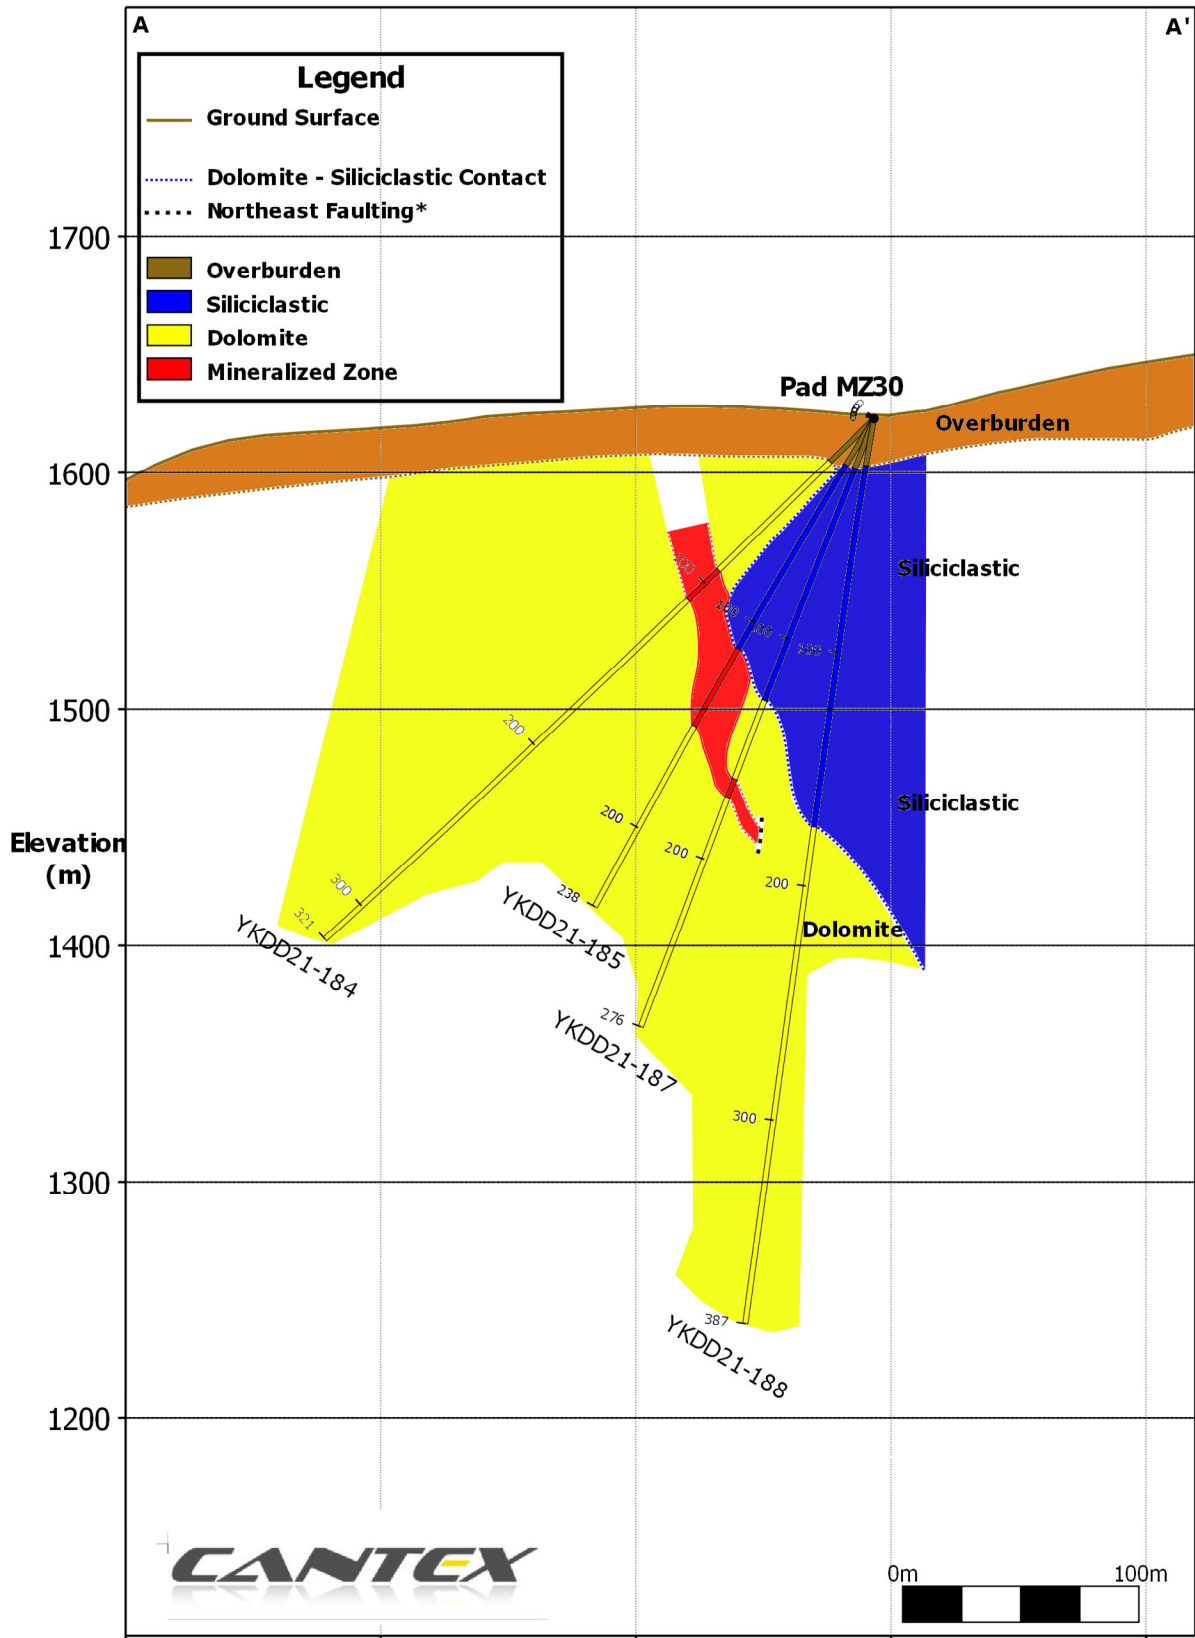 A
A'
Legend
Ground Surface
Dolomite - Siliciclastic Contact
Northeast Faulting*
Overburden
Siliciclastic
Dolomite
Mineralized Zone
1700
Pad MZ30
Overburden
1600
Siliciclastic
100
100
100
1500
200
Siliciclastic
200
Elevation
(m)
200
200
300
238
321
Dolomite
YKDD21-184
YKDD21-185
1400
276
YKDD21-187
300
1300
387
YKDD21-188
1200
CANTEX
0m
100m